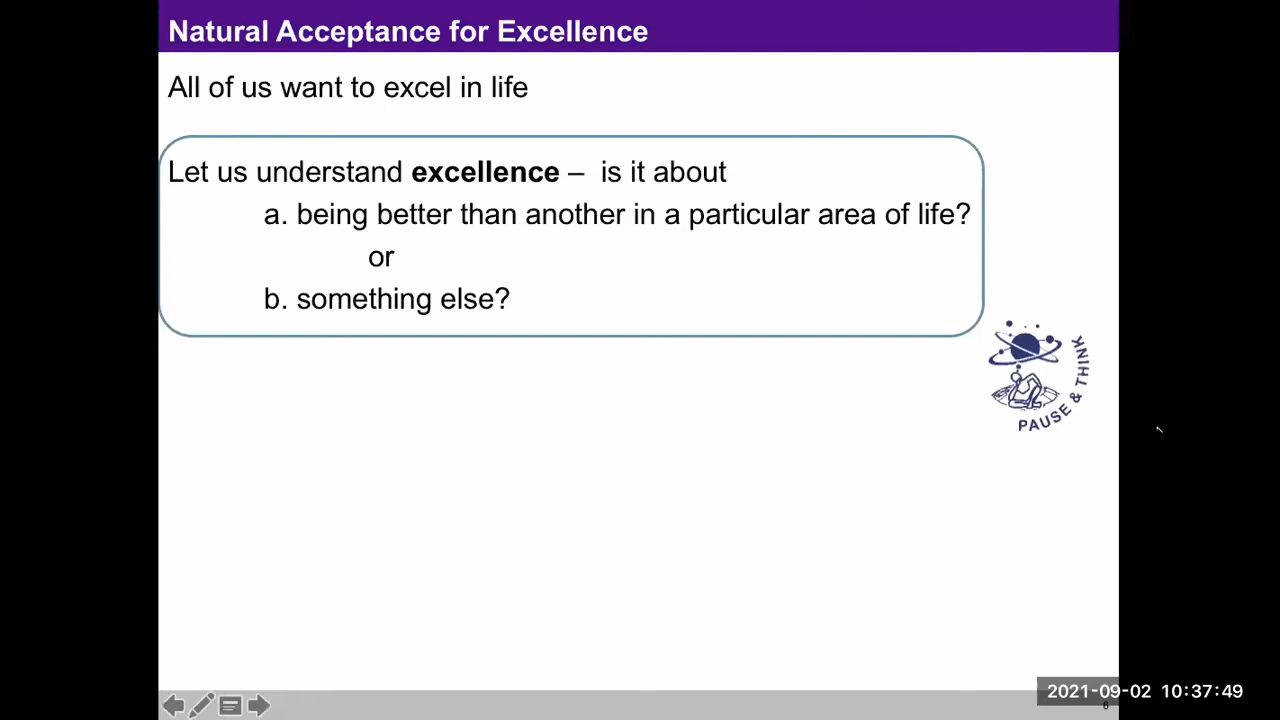 Natural Acceptance for Excellence
All of us want to excel in life
Let us understand excellence – is it about
a. being better than another in a particular area of life?
or
b. something else?
PAUSE & THINK
2021-09-02 10:37:49
6